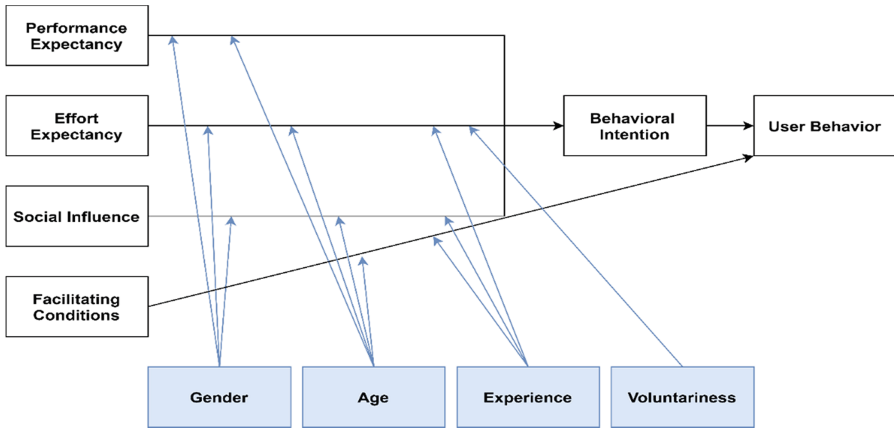 Performance
Expectancy
Effort
Expectancy
Behavioral
Intention
User Behavior
Social Influence
Facilitating
Conditions
Gender
Age
Experience
Voluntariness